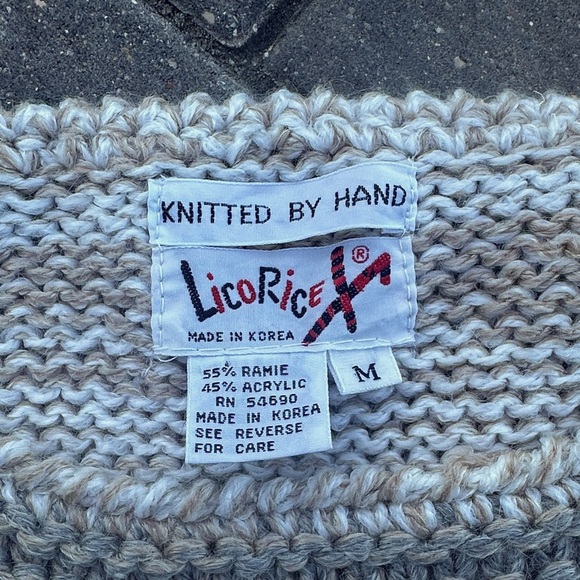 KNITTED BY HAND
LicoRice ®
MADE IN KOREA
55% RAMIE
45% ACRYLIC
RN 54690
MADE IN KOREA
SEE REVERSE
FOR CARE
M